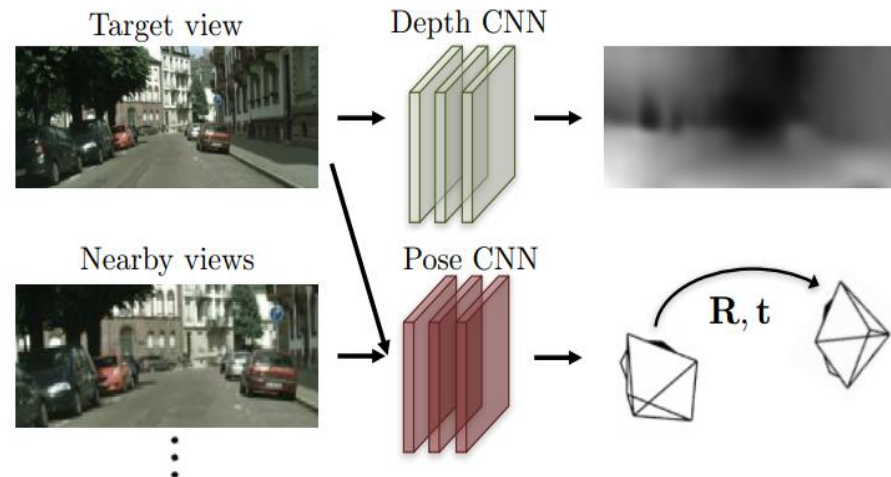 Target view
Depth CNN
Nearby views
Pose CNN
R, t